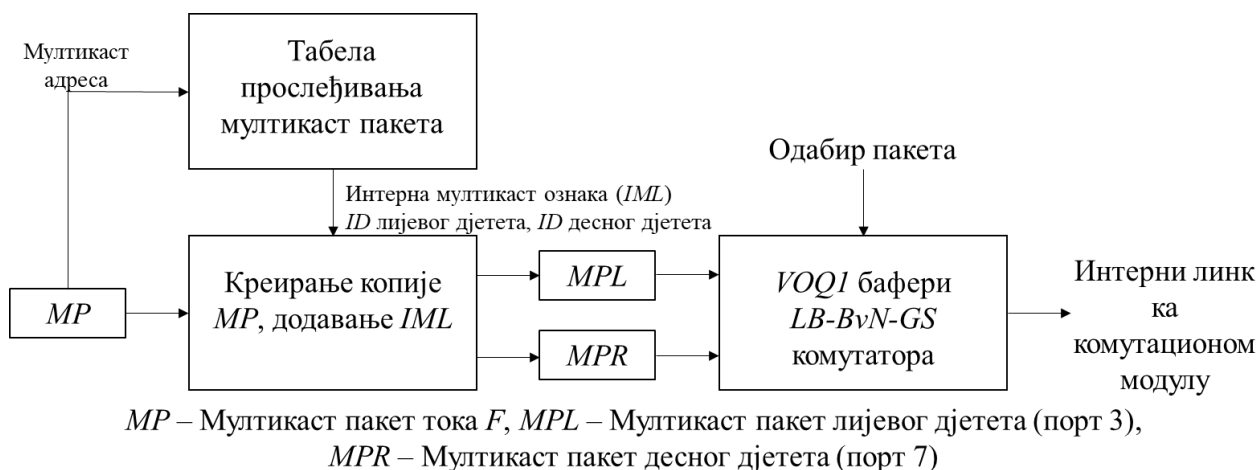 Мултикаст
адреса
Табела
прослеђивања
мултикаст пакета
Одабир пакета
Интерна мултикаст ознака (IML)
ID лијевог дјетета, ID десног дјетета
MP
Креирање копије
MP, додавање IML
MPL
MPR
VOQ1 бафери
LB-BvN-GS
комутатора
Интерни линк
ка
комутационом
модулу
MP – Мултикаст пакет тока F, MPL – Мултикаст пакет лијевог дјетета (порт 3),
MPR – Мултикаст пакет десног дјетета (порт 7)